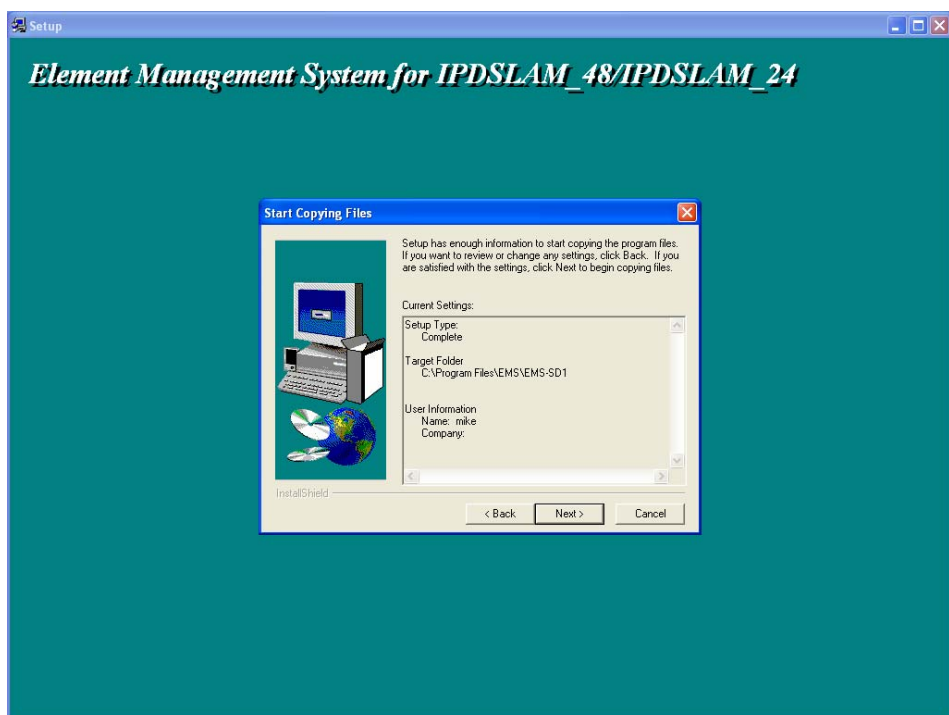 Setup
Element Management System for IPDSLAM_48/IPDSLAM_24
Start Copying Files
Setup has enough information to start copying the program files.
If you want to review or change any settings, click Back. If you
are satisfied with the settings, click Next to begin copying files.
Current Settings:
Setup Type:
Complete
Target Folder
C:\Program Files\EMS\EMS-SD1
User Information
Name: mike
Company:
InstallShield
< Back
Next >
Cancel